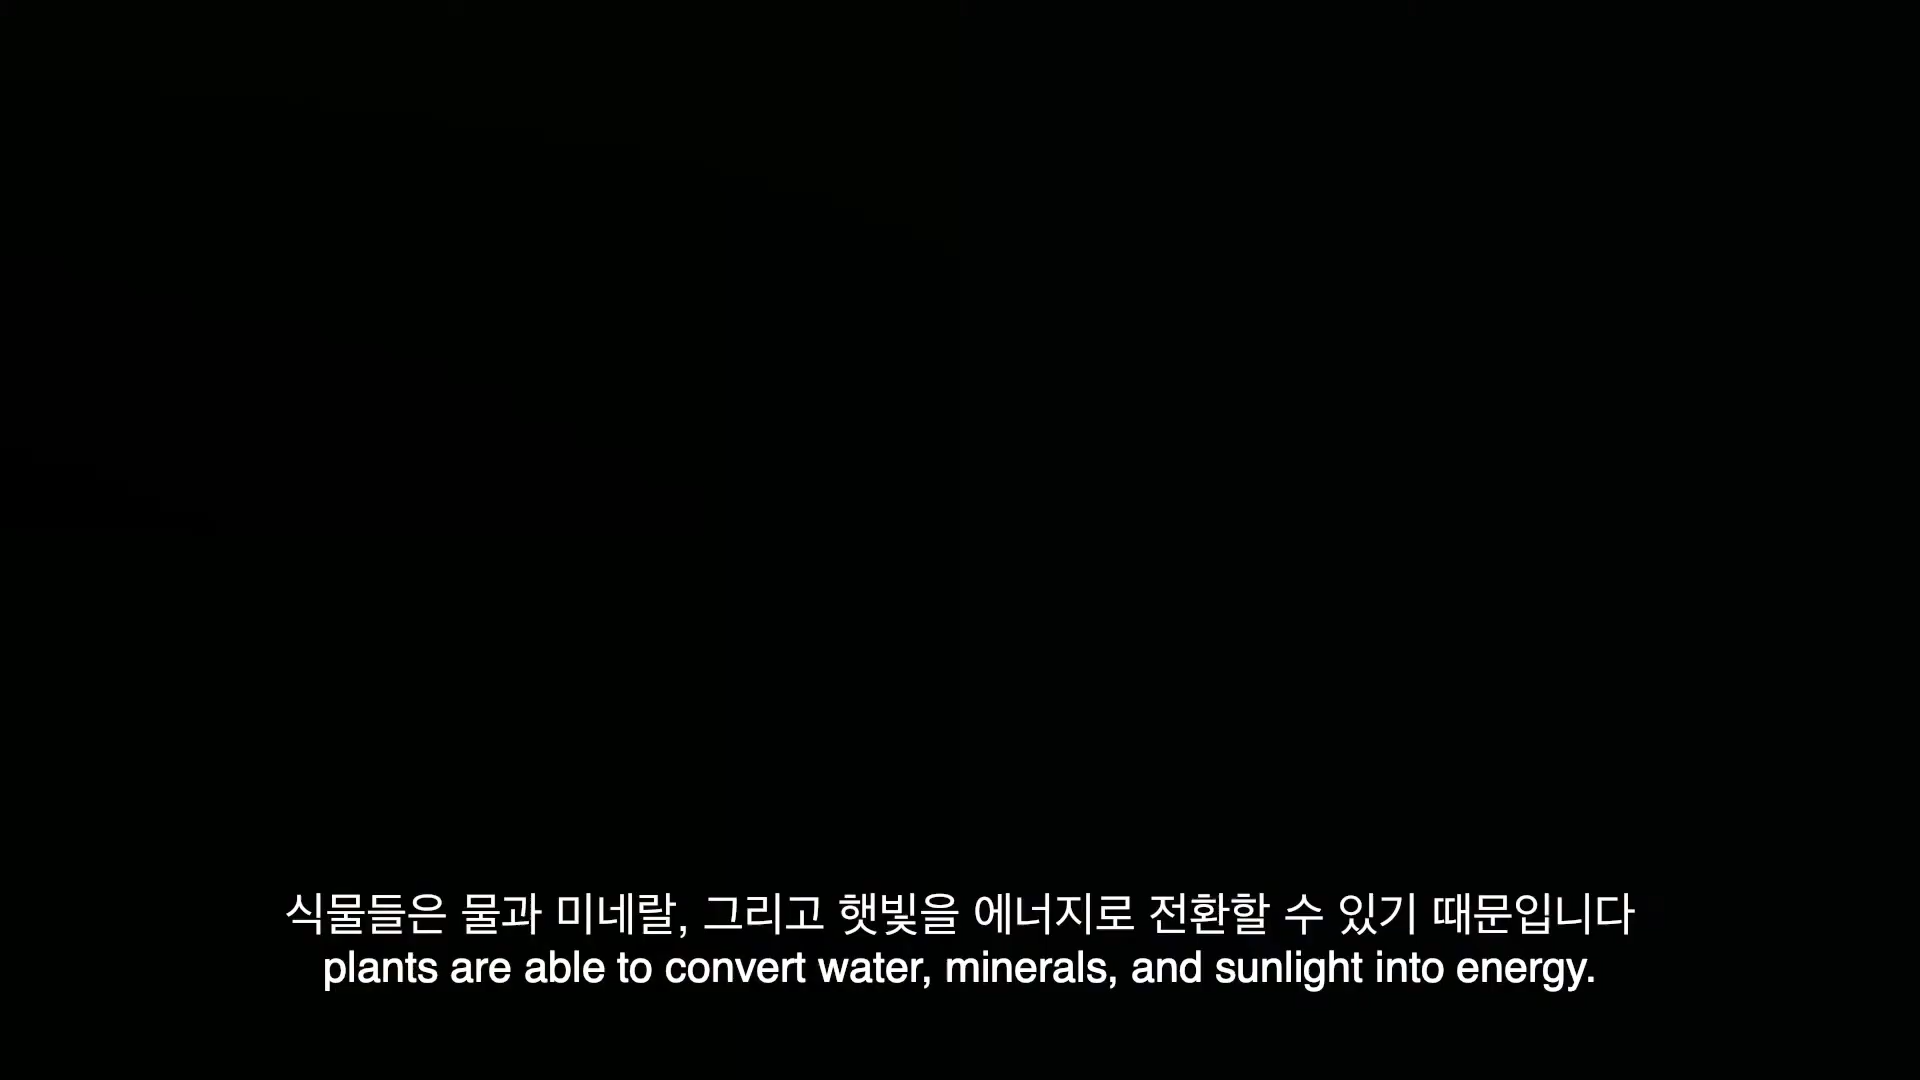 식물들은 물과 미네랄, 그리고 햇빛을 에너지로 전환할 수 있기 때문입니다
plants are able to convert water, minerals, and sunlight into energy.